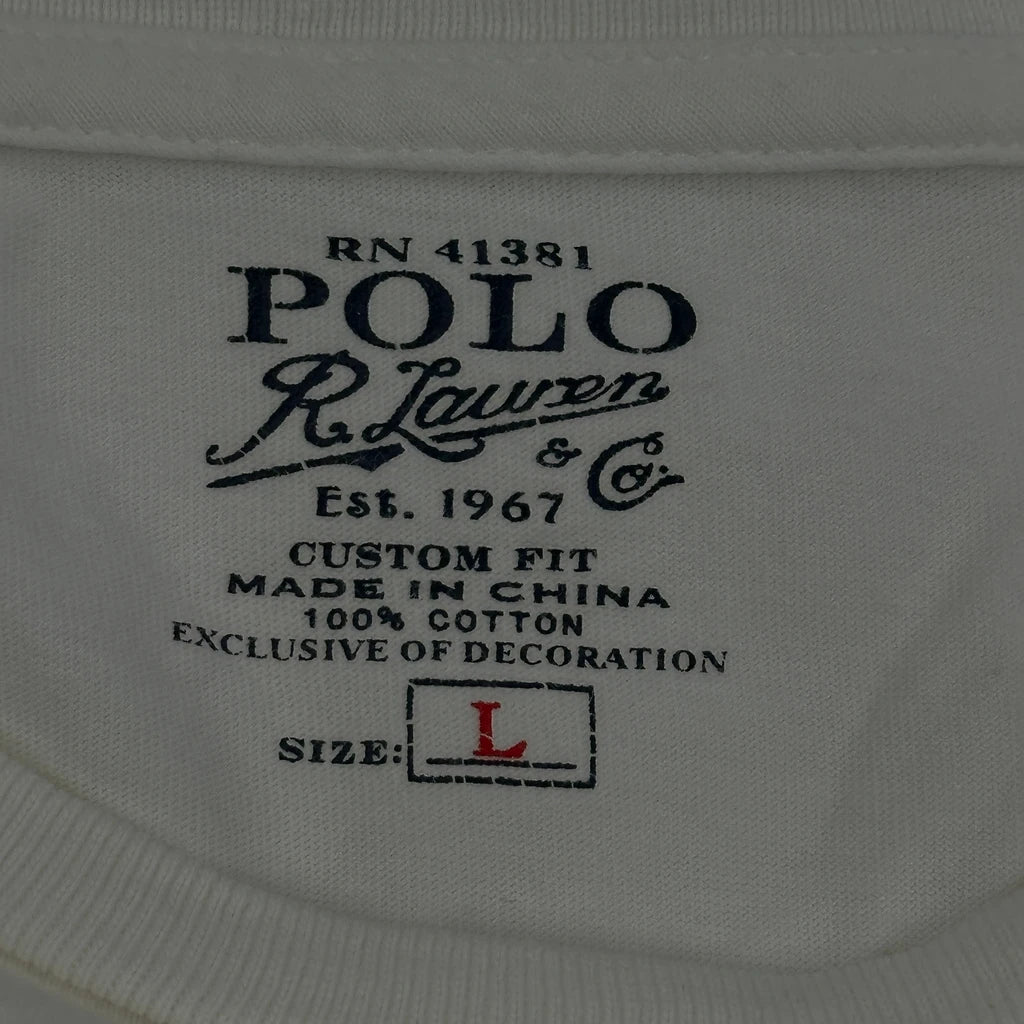 RN 41381
POLO
R. Lauren
& Co.
Est. 1967
CUSTOM FIT
MADE IN CHINA
100% COTTON
EXCLUSIVE OF DECORATION
SIZE: L